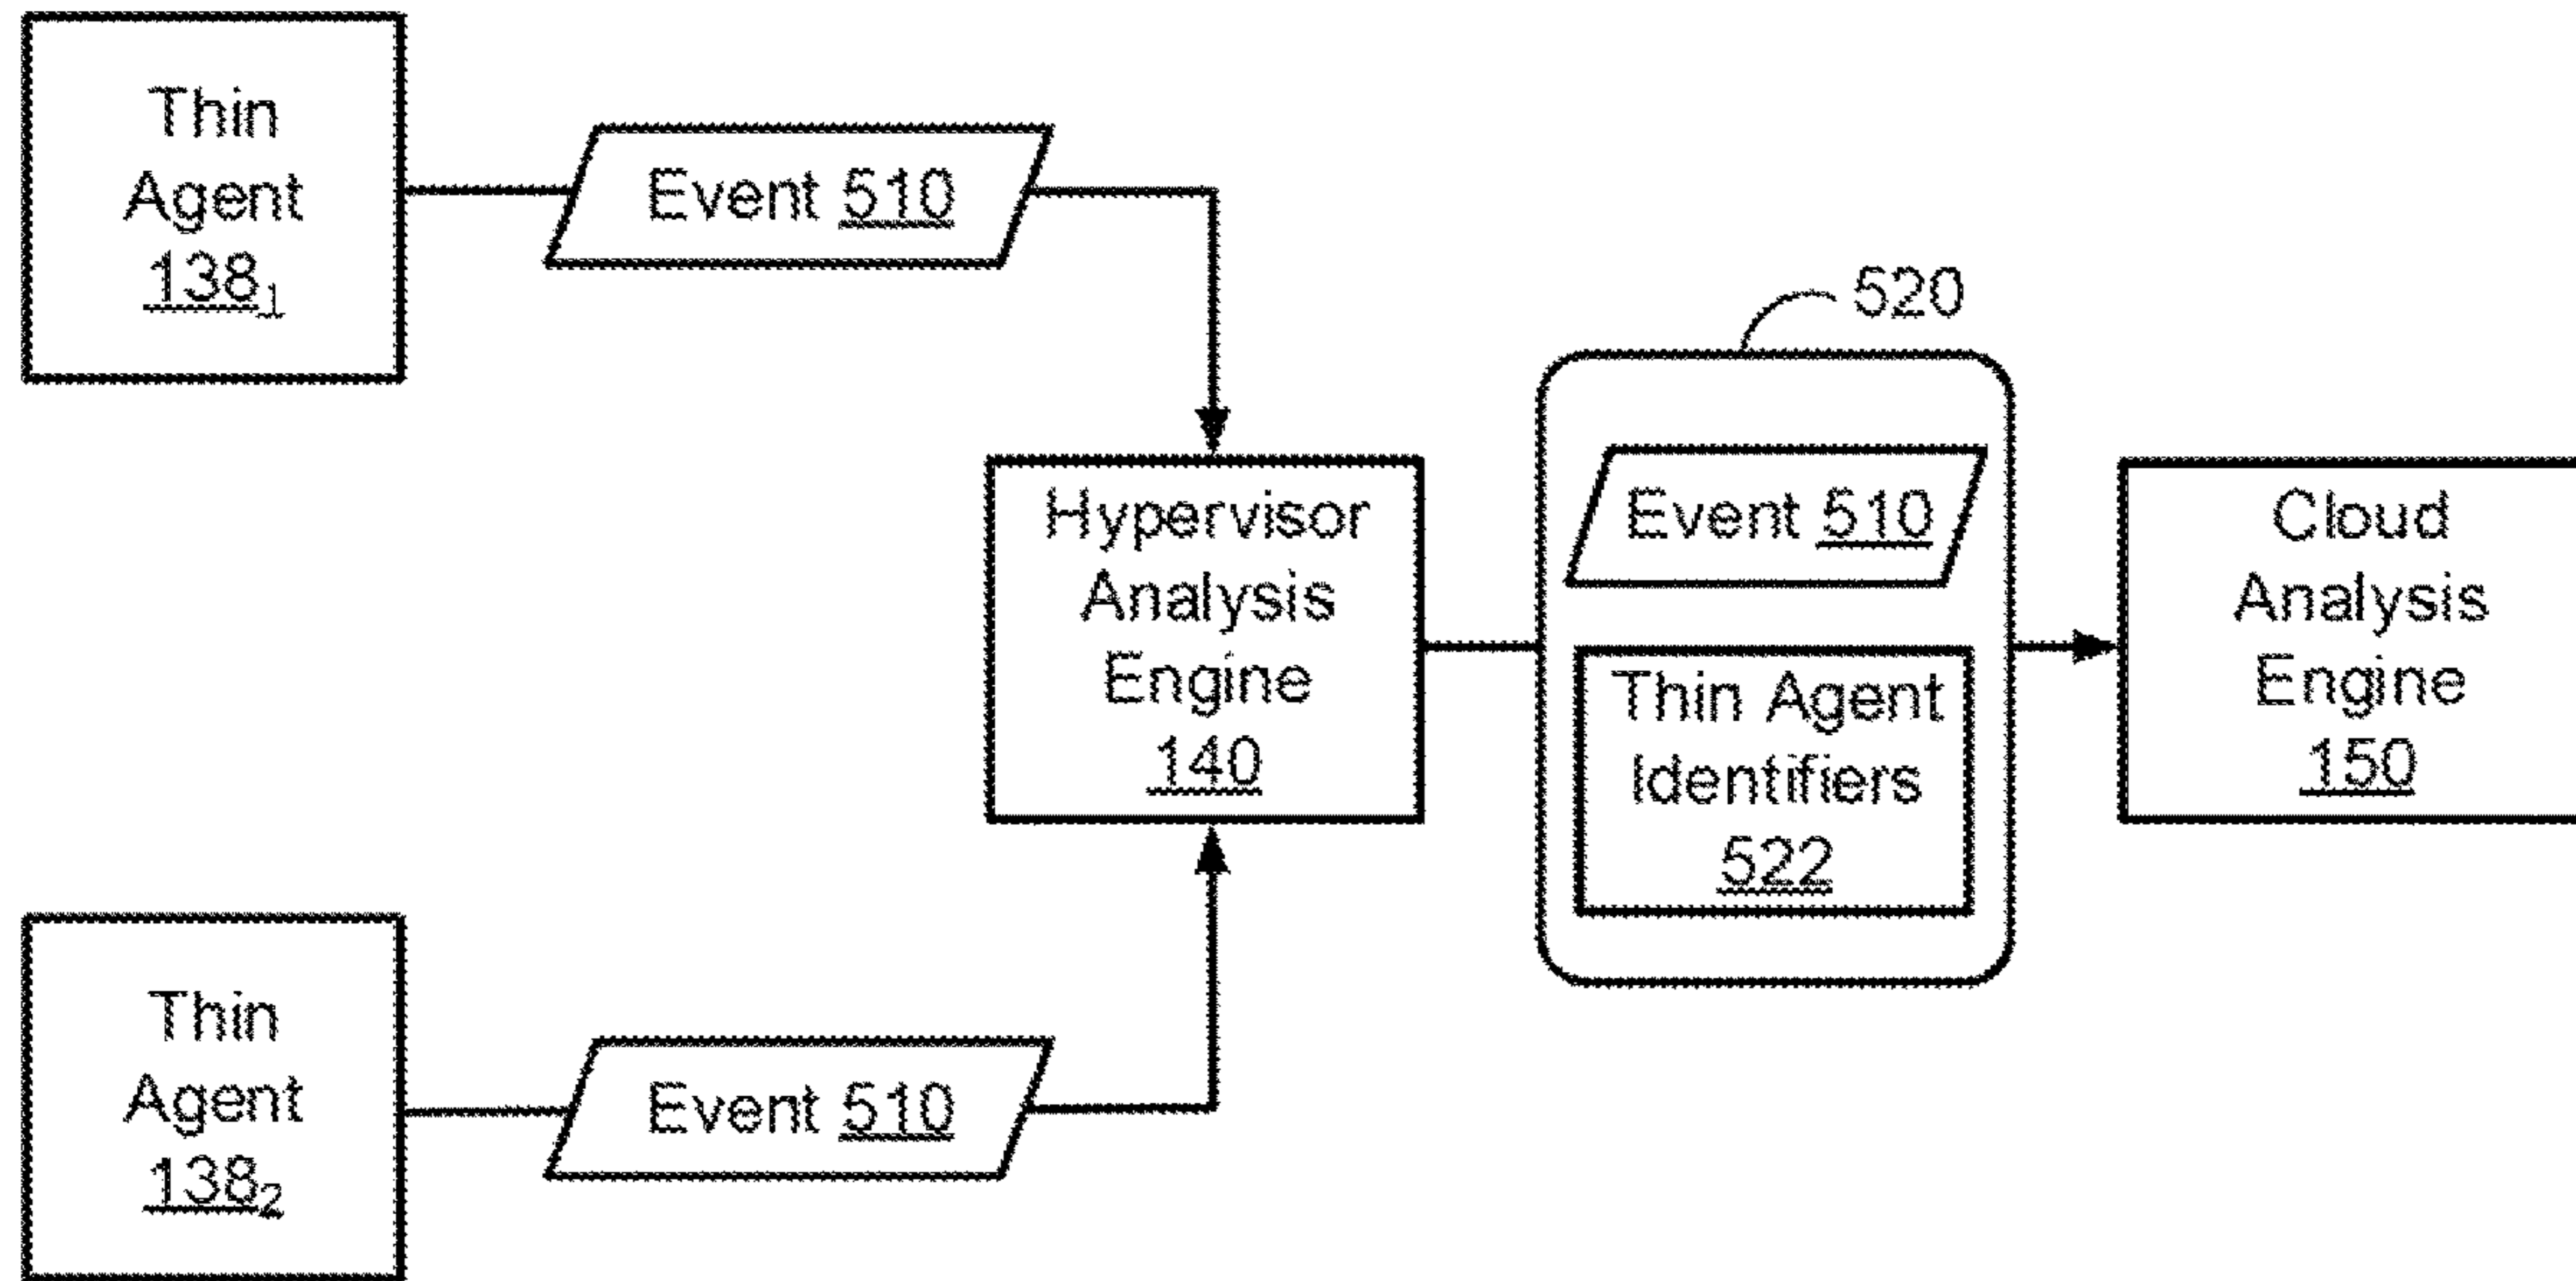 Thin
Agent
138₁
Event 510
520
Hypervisor
Analysis
Engine
140
Event 510
Thin Agent
Identifiers
522
Cloud
Analysis
Engine
150
Thin
Agent
138₂
Event 510